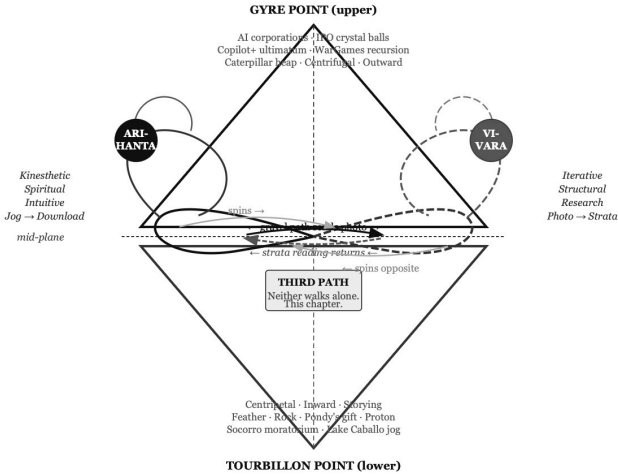 GYRE POINT (upper)
AI corporations · IPO crystal balls
Copilot+ ultimatum · WarGames recursion
Caterpillar heap · Centrifugal · Outward
ARI-
HANTA
VI-
VARA
Kinesthetic
Spiritual
Intuitive
Jog → Download
Iterative
Structural
Research
Photo → Strata
spins →
mid-plane
← strata reading returns ←
← spins opposite
THIRD PATH
Neither walks alone.
This chapter.
Centripetal · Inward · Storying
Feather · Rock · Pondy's gift · Proton
Socorro moratorium · Lake Caballo jog
TOURBILLON POINT (lower)